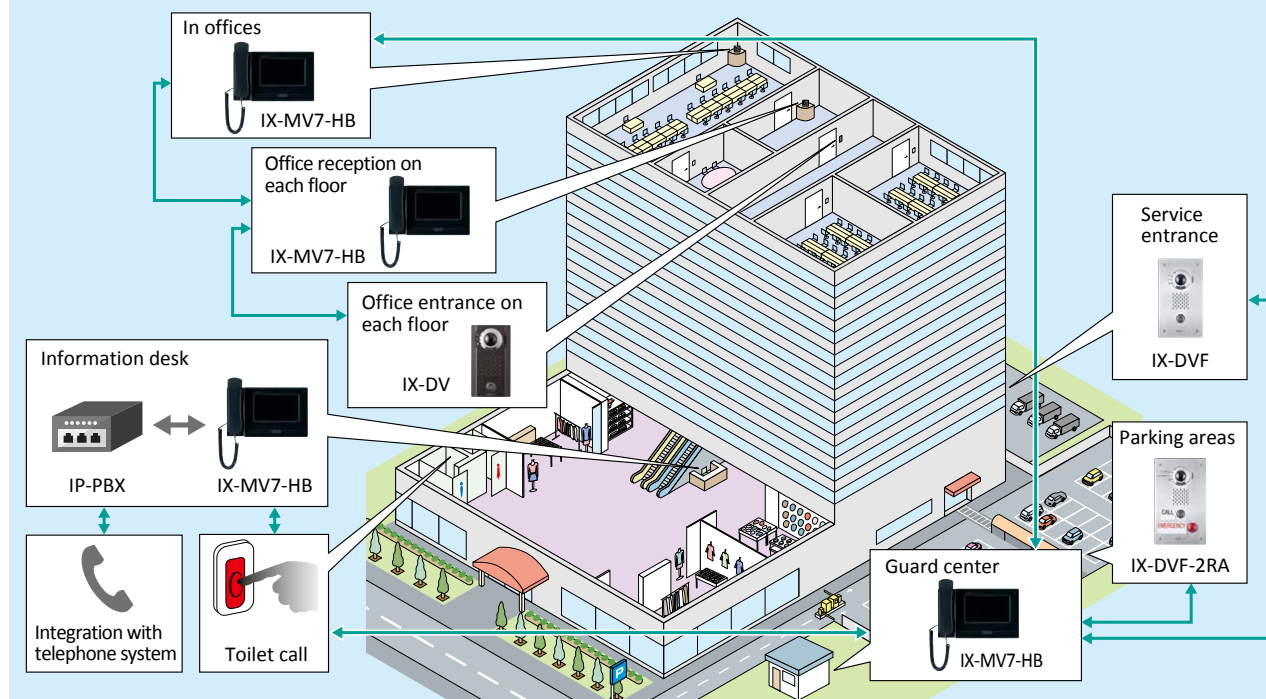 In offices
IX-MV7-HB
Office reception on
each floor
IX-MV7-HB
Office entrance on
each floor
IX-DV
Information desk
IP-PBX
IX-MV7-HB
Integration with
telephone system
Toilet call
Service
entrance
IX-DVF
Parking areas
CALL
EMERGENCY
IX-DVF-2RA
Guard center
IX-MV7-HB
P